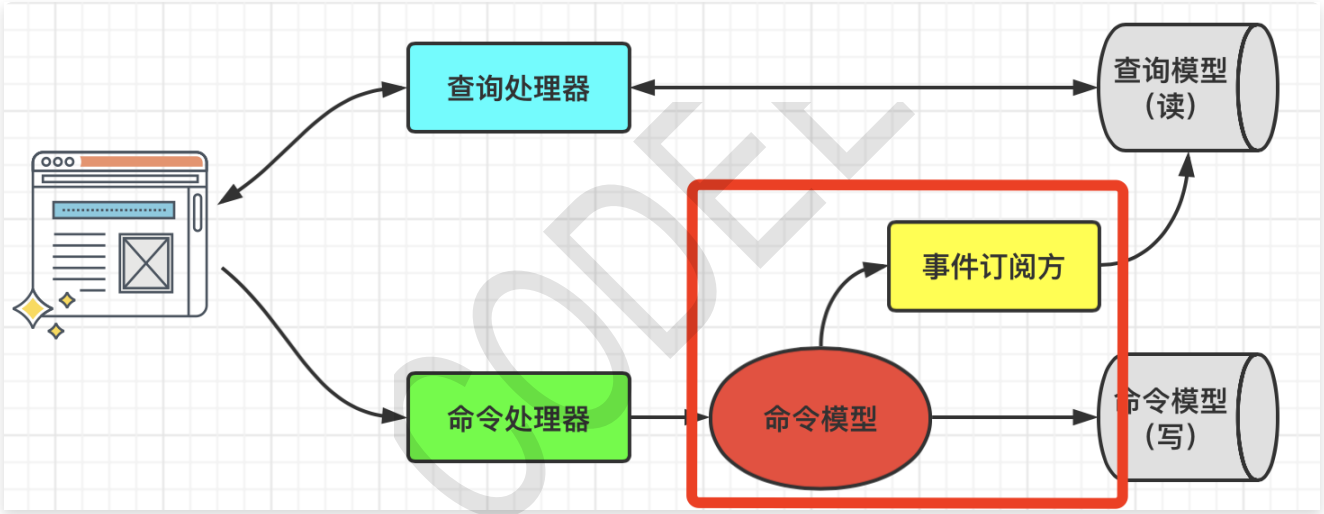 查询处理器
查询模型
（读）
事件订阅方
命令处理器
命令模型
命令模型
（写）